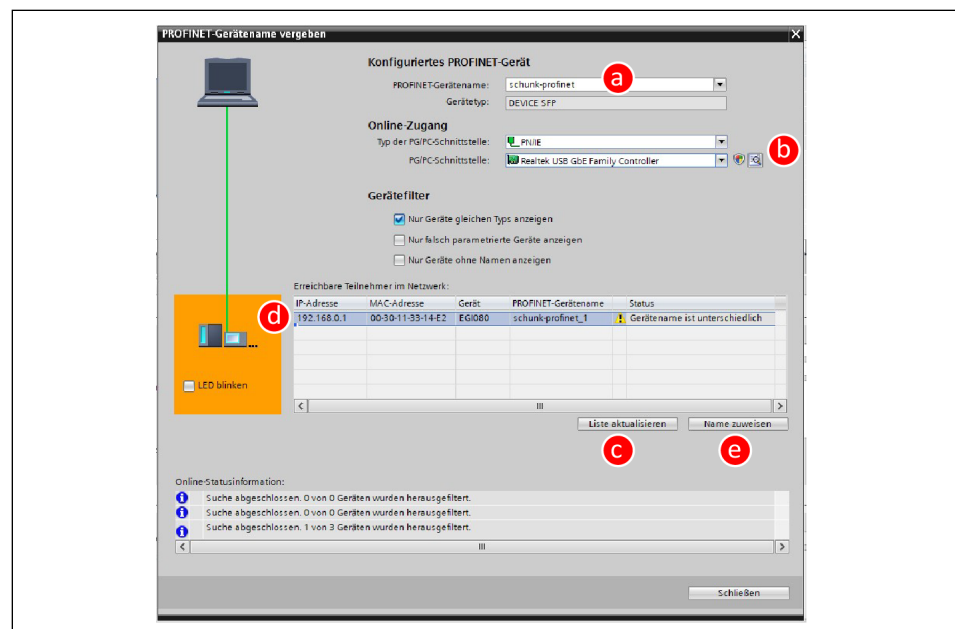 PROFINET-Gerätename vergeben
Konfiguriertes PROFINET-Gerät
PROFINET-Gerätename: schunk-profinet
a
Gerätetyp: DEVICE SFP
Online-Zugang
Typ der PG/PC-Schnittstelle: PN/IE
b
PG/PC-Schnittstelle: Realtek USB GbE Family Controller
Gerätefilter
Nur Geräte gleichen Typs anzeigen
Nur falsch parametrierte Geräte anzeigen
Nur Geräte ohne Namen anzeigen
Erreichbare Teilnehmer im Netzwerk:
IP-Adresse MAC-Adresse Gerät PROFINET-Gerätename Status
d
192.168.0.1 00-30-11-33-14-E2 EGI080 schunk-profinet_1 Gerätename ist unterschiedlich
LED blinken
Liste aktualisieren Name zuweisen
c e
Online-Statusinformation:
Suche abgeschlossen. 0 von 0 Geräten wurden herausgefiltert.
Suche abgeschlossen. 0 von 0 Geräten wurden herausgefiltert.
Suche abgeschlossen. 1 von 3 Geräten wurden herausgefiltert.
Schließen